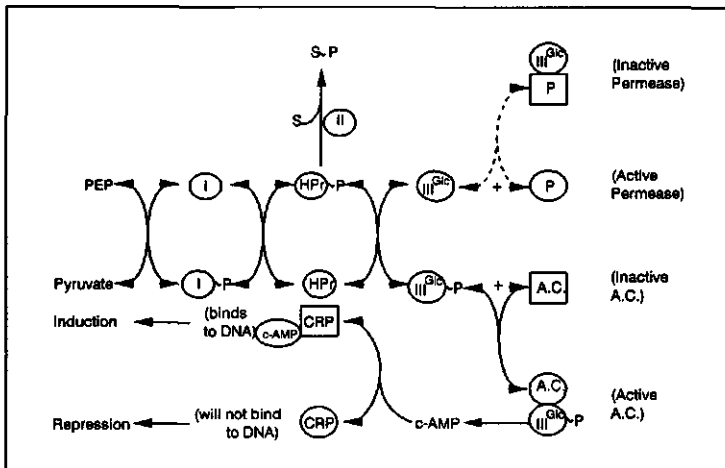 S~P
III Glc
(Inactive
Permease)
P
S
II
PEP
I
HPr~P
III Glc
+
P
(Active
Permease)
Pyruvate
I~P
HPr
III Glc~P
+
A.C.
(Inactive
A.C.)
Induction
(binds
to DNA)
c-AMP
CRP
A.C.
(Active
A.C.)
Repression
(will not bind
to DNA)
CRP
c-AMP
III Glc~P